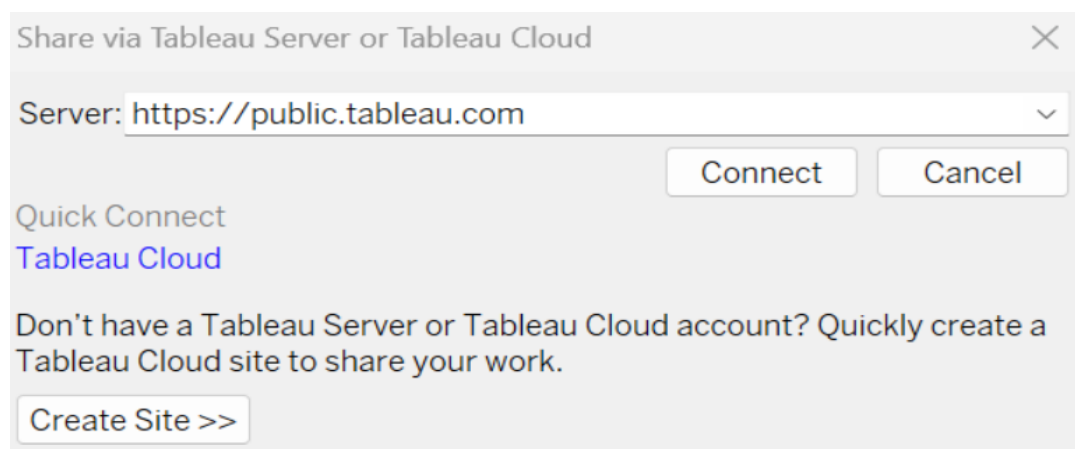 Share via Tableau Server or Tableau Cloud
Server: https://public.tableau.com
Connect Cancel
Quick Connect
Tableau Cloud
Don't have a Tableau Server or Tableau Cloud account? Quickly create a
Tableau Cloud site to share your work.
Create Site >>